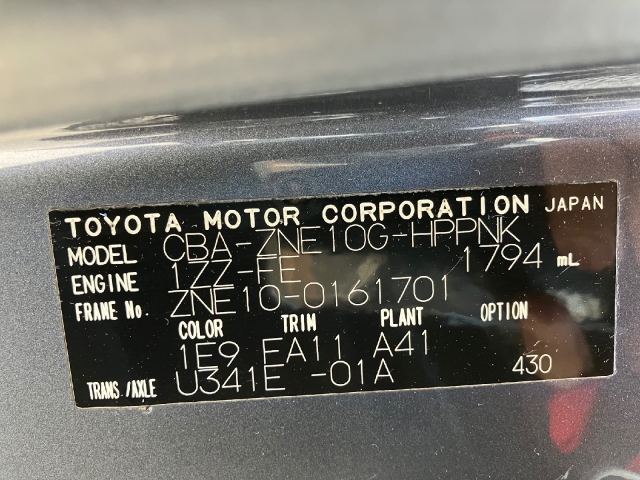 TOYOTA MOTOR CORPORATION JAPAN
MODEL CBA-ZNE10G-HPPNK
ENGINE 1ZZ-FE 1794 mL
FRAME No. ZNE10-0161701
COLOR TRIM PLANT OPTION
1E9 EA11 A41
TRANS./AXLE U341E -01A 430